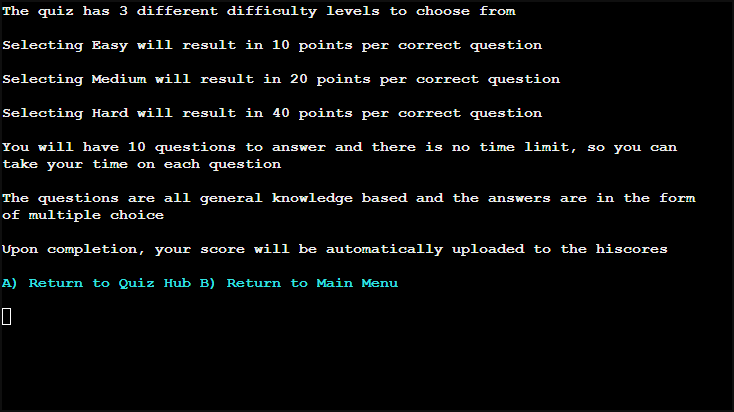 The quiz has 3 different difficulty levels to choose from
Selecting Easy will result in 10 points per correct question
Selecting Medium will result in 20 points per correct question
Selecting Hard will result in 40 points per correct question
You will have 10 questions to answer and there is no time limit, so you can
take your time on each question
The questions are all general knowledge based and the answers are in the form
of multiple choice
Upon completion, your score will be automatically uploaded to the hiscores
A) Return to Quiz Hub B) Return to Main Menu